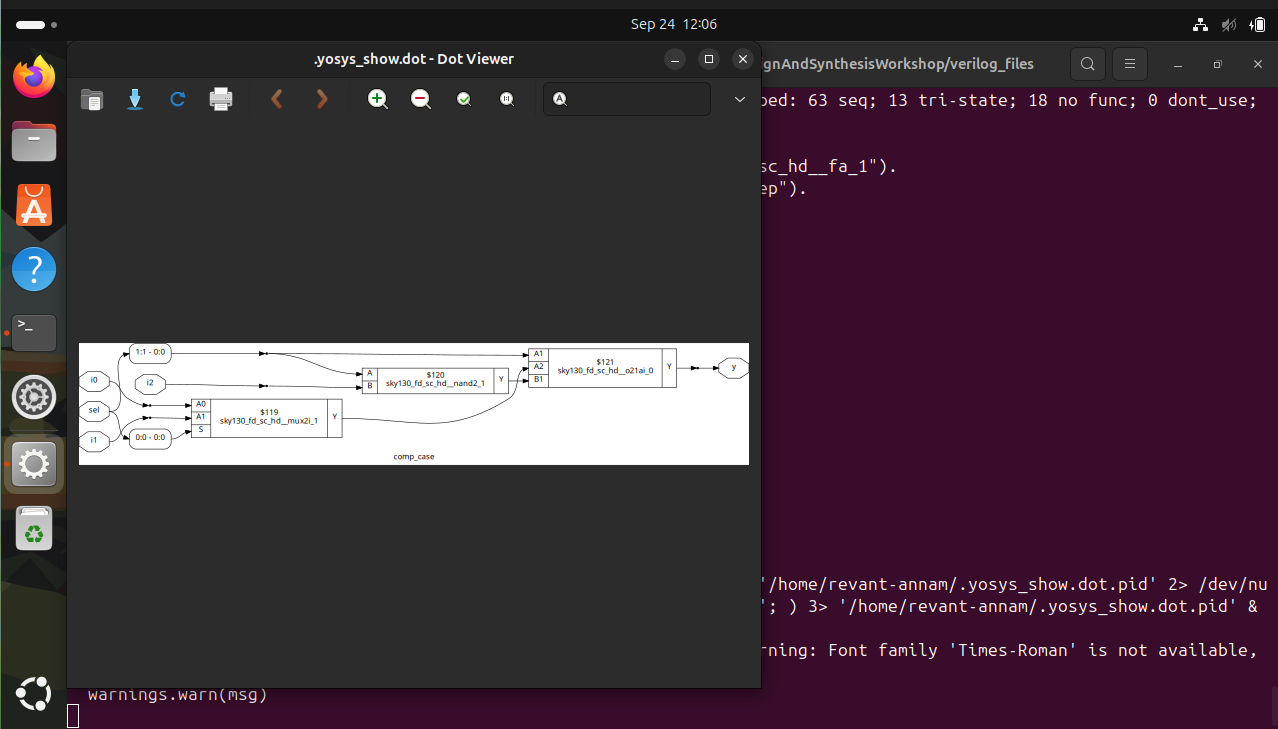 Sep 24 12:06
.yosys_show.dot - Dot Viewer
gnAndSynthesisWorkshop/verilog_files
ped: 63 seq; 13 tri-state; 18 no func; 0 dont_use;
sc_hd__fa_1").
ep").
1:1 - 0:0
i0
i2
sel
i1
0:0 - 0:0
A0
A1
S
$119
sky130_fd_sc_hd__mux2i_1
Y
A
B
$120
sky130_fd_sc_hd__nand2_1
Y
A1
A2
B1
$121
sky130_fd_sc_hd__o21ai_0
Y
y
comp_case
'/home/revant-annam/.yosys_show.dot.pid' 2> /dev/nu
'; ) 3> '/home/revant-annam/.yosys_show.dot.pid' &
rning: Font family 'Times-Roman' is not available,
warnings.warn(msg)